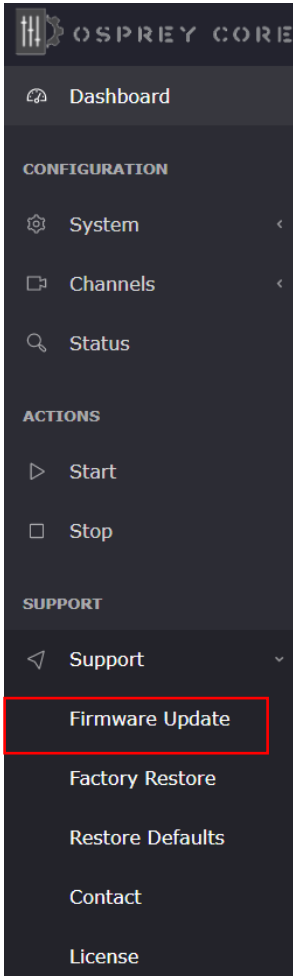 OSPREY CORE
Dashboard
CONFIGURATION
System
Channels
Status
ACTIONS
Start
Stop
SUPPORT
Support
Firmware Update
Factory Restore
Restore Defaults
Contact
License